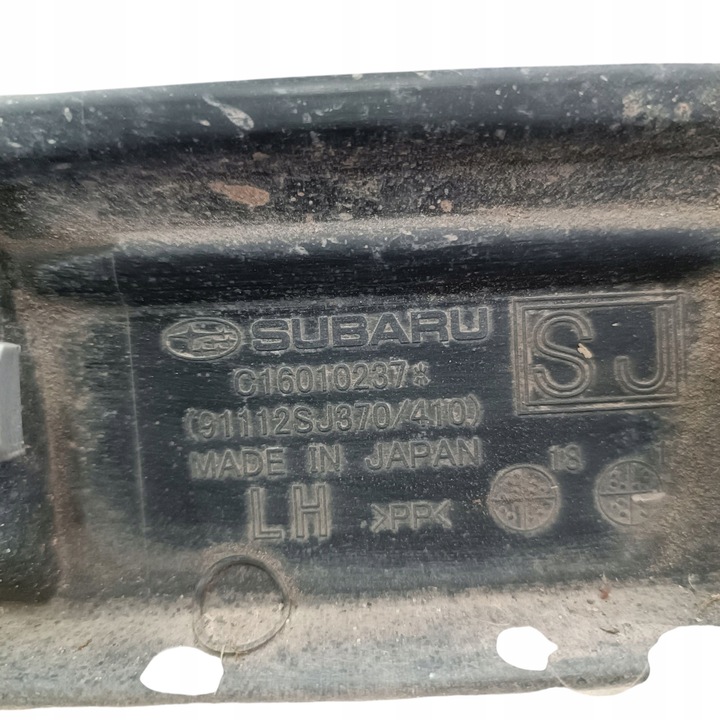 SUBARU
SJ
C16010237*
(91112SJ370/410)
MADE IN JAPAN
18
LH
>PP<